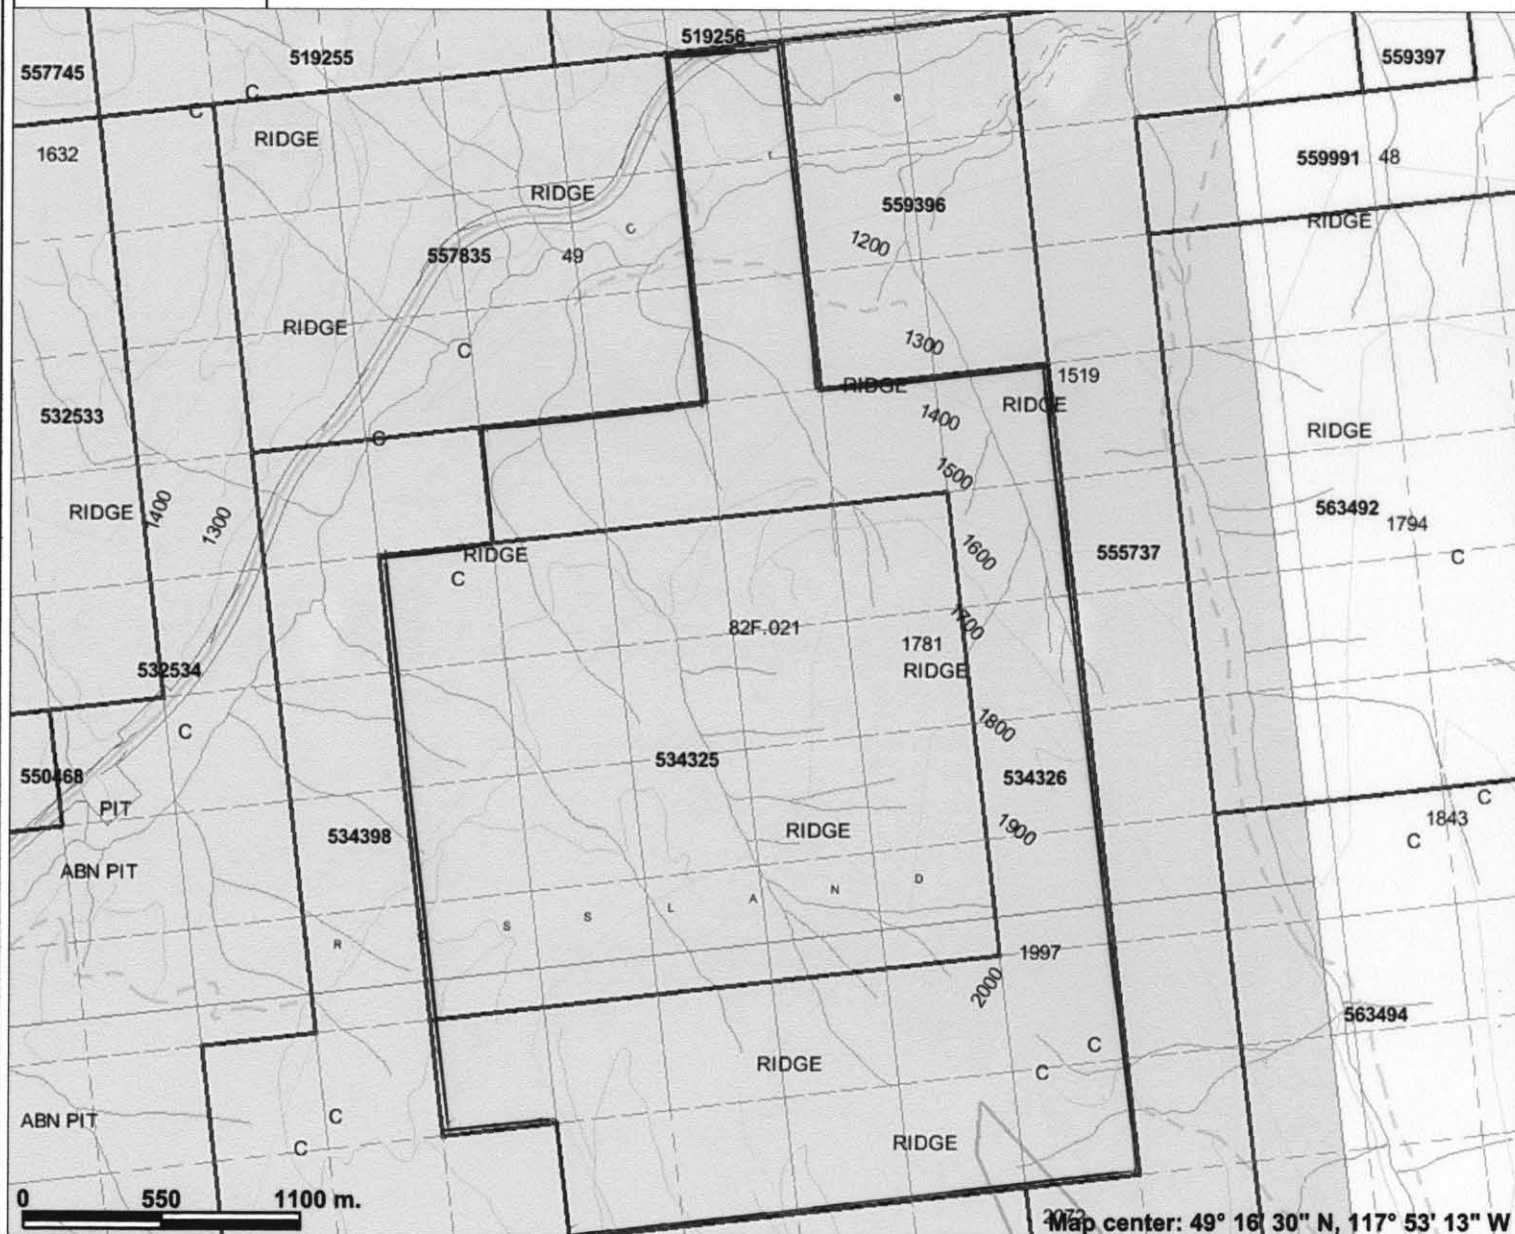 519256
557745
519255
559397
C
C
RIDGE
1632
559991 48
RIDGE
559396
RIDGE
C
1200
557835
49
RIDGE
1300
C
RIDGE
1519
RIDGE
1400
532533
C
RIDGE
1500
563492
1794
RIDGE
1400
1300
RIDGE
1600
555737
C
C
1700
82F.021
1781
RIDGE
532534
1800
C
534325
550468
534326
PIT
C
1843
RIDGE
1900
534398
C
ABN PIT
R O S S L A N D
1997
2000
563494
C
RIDGE
C
ABN PIT
C
C
RIDGE
0 550 1100 m.
2072
Map center: 49° 16' 30" N, 117° 53' 13" W